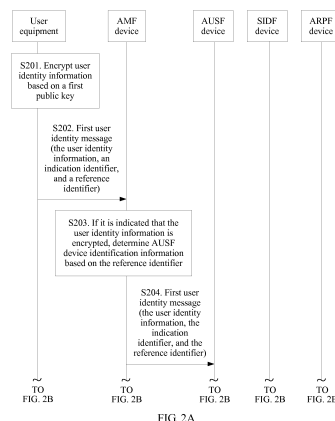 User
equipment
AMF
device
AUSF
device
SIDF
device
ARPF
device
S201. Encrypt user
identity information
based on a first
public key
S202. First user
identity message
(the user identity
information, an
indication identifier,
and a reference
identifier)
S203. If it is indicated that the
user identity information is
encrypted, determine AUSF
device identification information
based on the reference identifier
S204. First user
identity message
(the user identity
information, the
indication
identifier, and the
reference identifier)
TO
FIG. 2B
TO
FIG. 2B
TO
FIG. 2B
TO
FIG. 2B
TO
FIG. 2B
FIG. 2A